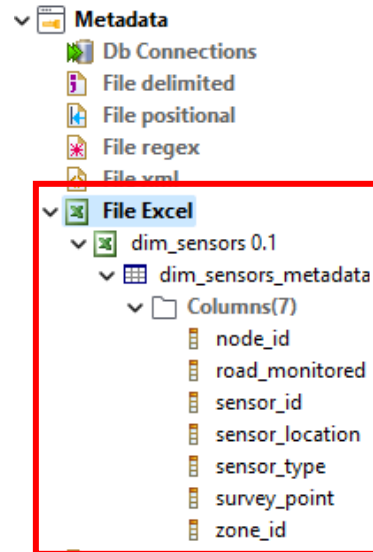 Metadata
Db Connections
File delimited
File positional
File regex
File xml
File Excel
dim_sensors 0.1
dim_sensors_metadata
Columns(7)
node_id
road_monitored
sensor_id
sensor_location
sensor_type
survey_point
zone_id